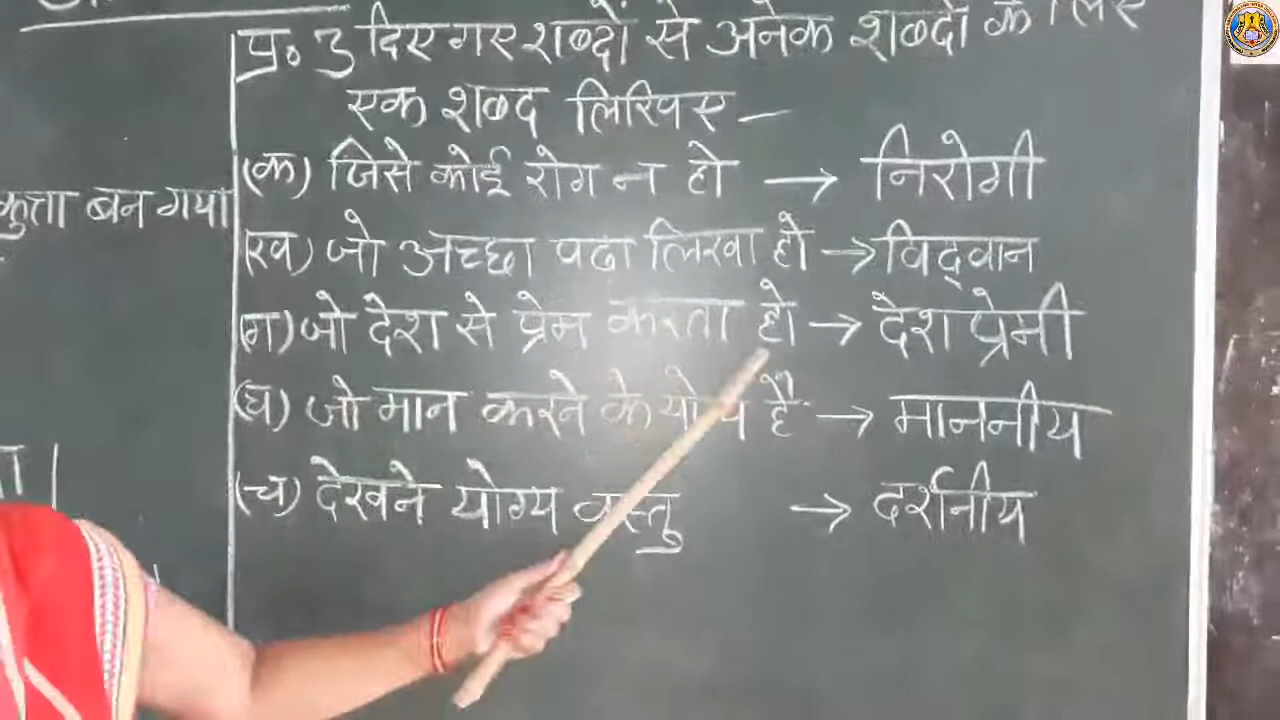 प्र० 3 दिए गए शब्दों से अनेक शब्दों के लिए
एक शब्द लिखिए —
(क) जिसे कोई रोग न हो → निरोगी
कुत्ता बन गया
(ख) जो अच्छा पढा लिखा हो → विद्वान
(ग) जो देश से प्रेम करता हो → देश प्रेमी
(घ) जो मान करने के योग्य है → माननीय
(च) देखने योग्य वस्तु → दर्शनीय